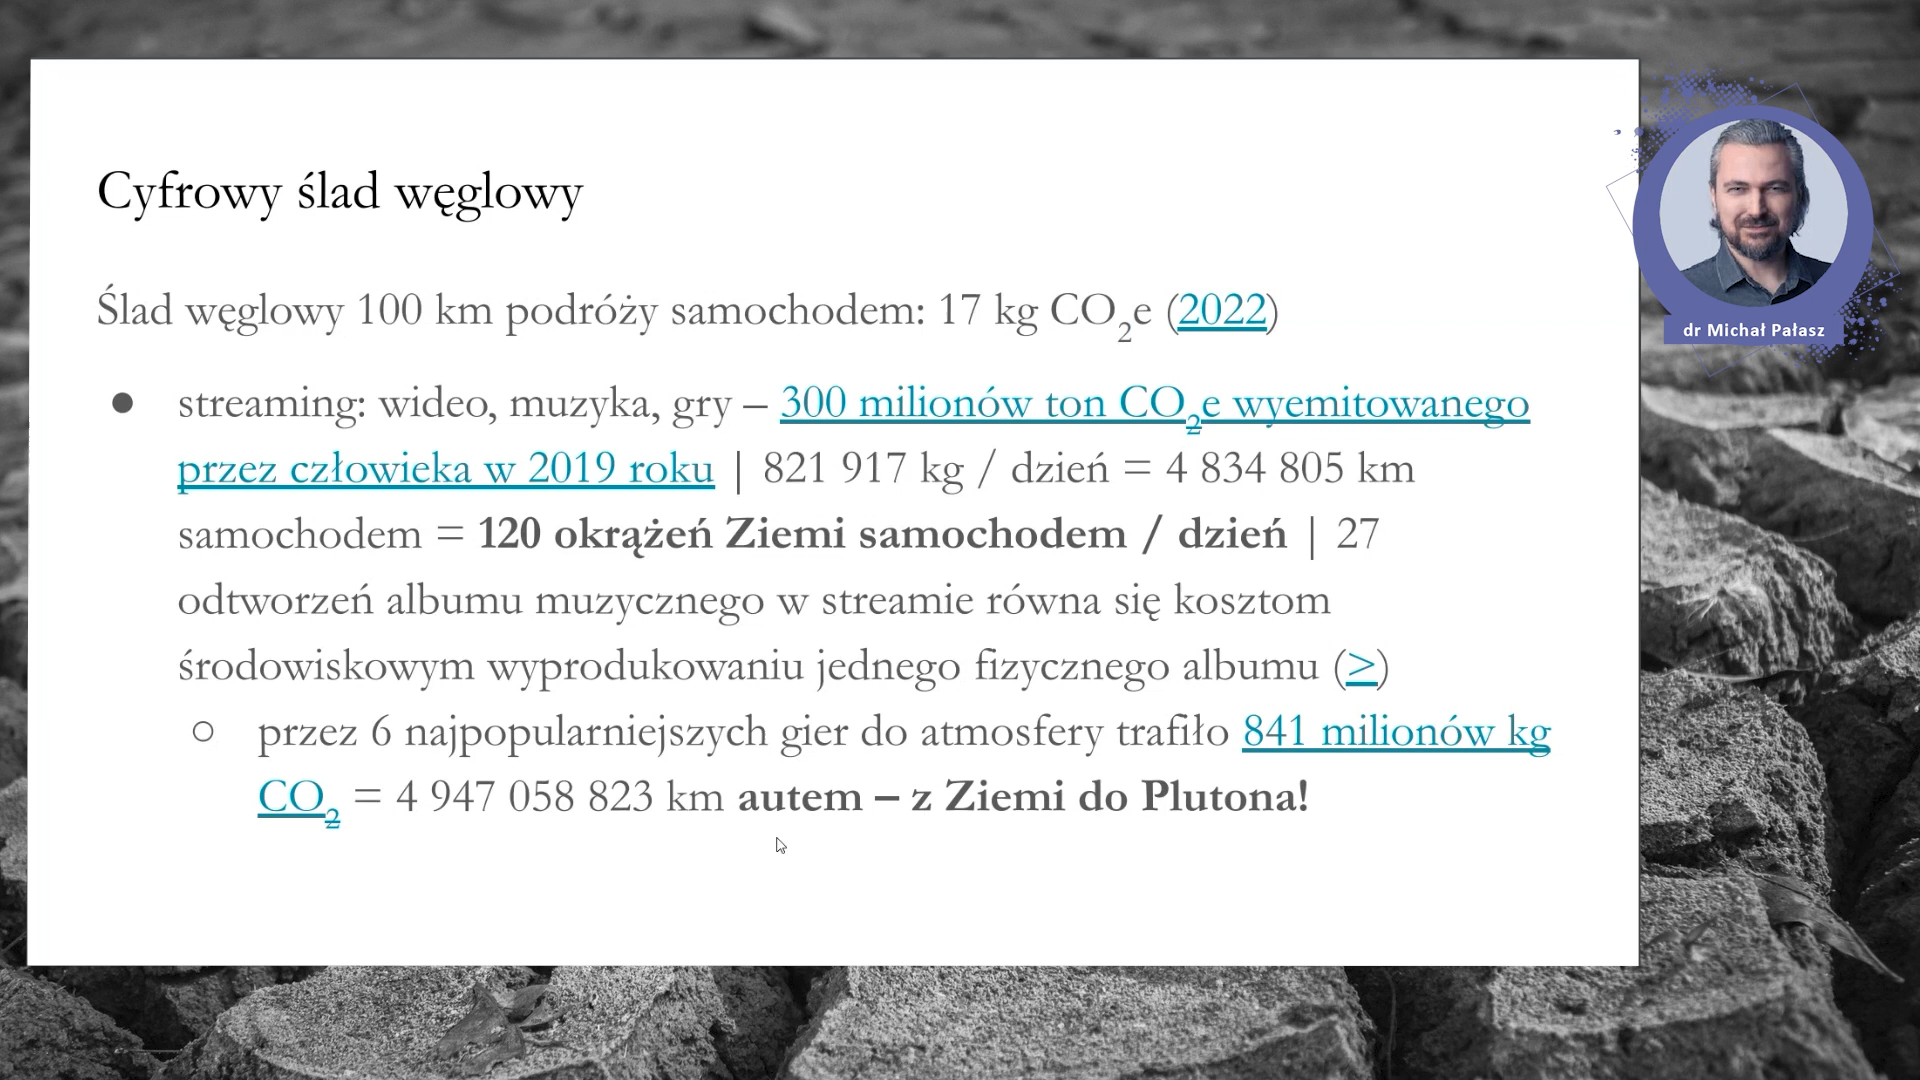 Cyfrowy ślad węglowy
Ślad węglowy 100 km podróży samochodem: 17 kg CO₂e (2022)
● streaming: wideo, muzyka, gry – 300 milionów ton CO₂e wyemitowanego
przez człowieka w 2019 roku | 821 917 kg / dzień = 4 834 805 km
samochodem = 120 okrążeń Ziemi samochodem / dzień | 27
odtworzeń albumu muzycznego w streamie równa się kosztom
środowiskowym wyprodukowaniu jednego fizycznego albumu (>)
○ przez 6 najpopularniejszych gier do atmosfery trafiło 841 milionów kg
CO₂ = 4 947 058 823 km autem – z Ziemi do Plutona!
dr Michał Pałasz